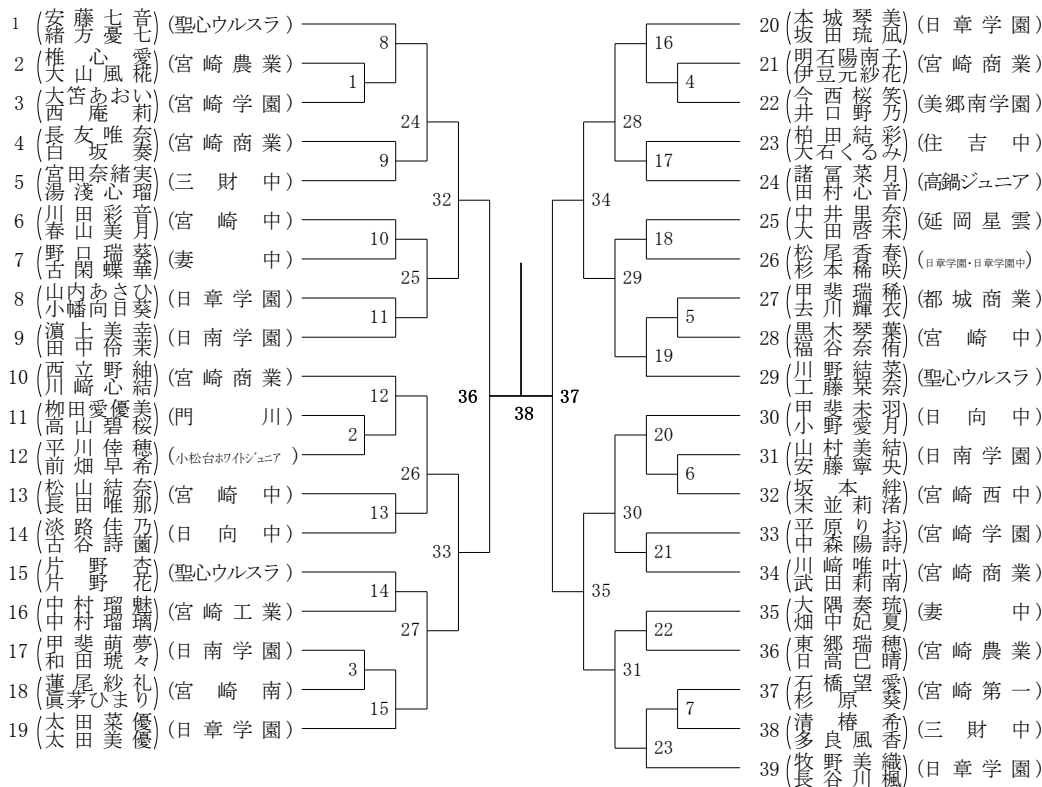 1 (安藤七音 緒方憂七) (聖心ウルスラ)
2 (椎心愛 大山風椛) (宮崎農業)
3 (大笘あおい 西庵莉) (宮崎学園)
4 (長友唯奈 白坂奏) (宮崎商業)
5 (宮田奈緒実 湯淺心瑠) (三財中)
6 (川田彩音 春山美月) (宮崎中)
7 (野口瑞葵 古閑蝶華) (妻中)
8 (山内あさひ 小幡向日葵) (日章学園)
9 (濵上美幸 田中伶茉) (日南学園)
10 (西立野紬 川﨑心結) (宮崎商業)
11 (栁田愛優美 高山碧桜) (門川)
12 (平川倖穂 前畑早希) (小松台ホワイトジュニア)
13 (松山結奈 長田唯那) (宮崎中)
14 (淡路佳乃 古谷詩薗) (日向中)
15 (片野杏 片野花) (聖心ウルスラ)
16 (中村瑠魅 中村瑠璃) (宮崎工業)
17 (甲斐萌夢 和田琥々) (日南学園)
18 (蓮尾紗礼 眞茅ひまり) (宮崎南)
19 (太田菜優 太田美優) (日章学園)
8
1
24
9
32
10
25
11
36
12
2
26
13
33
14
27
3
15
38
37
16
4
28
17
34
18
29
5
19
20
6
30
21
35
22
31
7
23
20 (本城琴美 坂田琉凪) (日章学園)
21 (明石陽南子 伊豆元紗花) (宮崎商業)
22 (今西桜笑 井口野乃) (美郷南学園)
23 (柏田結彩 大石くるみ) (住吉中)
24 (諸冨菜月 田村心音) (高鍋ジュニア)
25 (中井里奈 大田啓未) (延岡星雲)
26 (松尾香春 杉本稀咲) (日章学園・日章学園中)
27 (甲斐瑞稀 去川輝衣) (都城商業)
28 (黒木琴葉 福谷奈侑) (宮崎中)
29 (川野結菜 工藤栞奈) (聖心ウルスラ)
30 (甲斐未羽 小野愛月) (日向中)
31 (山村美結 安藤寧央) (日南学園)
32 (坂本絆 末並莉渚) (宮崎西中)
33 (平原りお 中森陽詩) (宮崎学園)
34 (川﨑唯叶 武田莉南) (宮崎商業)
35 (大隅奏琉 畑中妃夏) (妻中)
36 (東郷瑞穂 日高巳晴) (宮崎農業)
37 (石橋望愛 杉原葵) (宮崎第一)
38 (清椿希 多良風香) (三財中)
39 (牧野美織 長谷川楓) (日章学園)